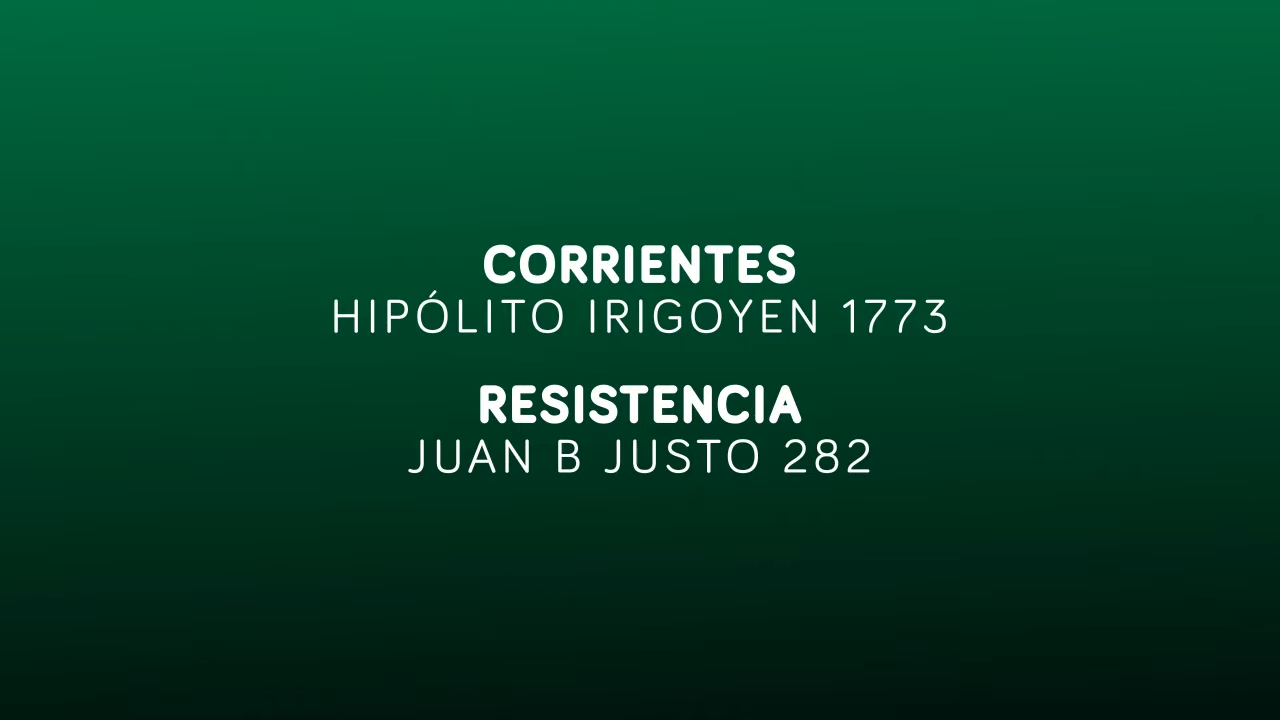 CORRIENTES
HIPÓLITO IRIGOYEN 1773
RESISTENCIA
JUAN B JUSTO 282